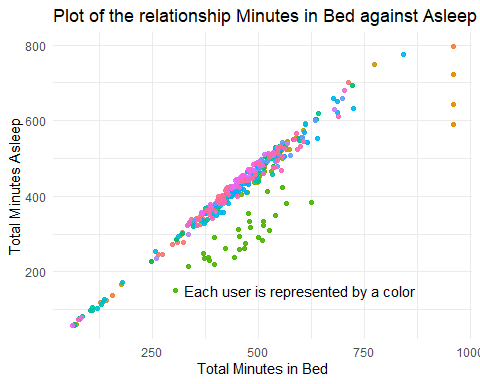 Plot of the relationship Minutes in Bed against Asleep
800
600
400
200
Total Minutes Asleep
Each user is represented by a color
250
500
750
1000
Total Minutes in Bed